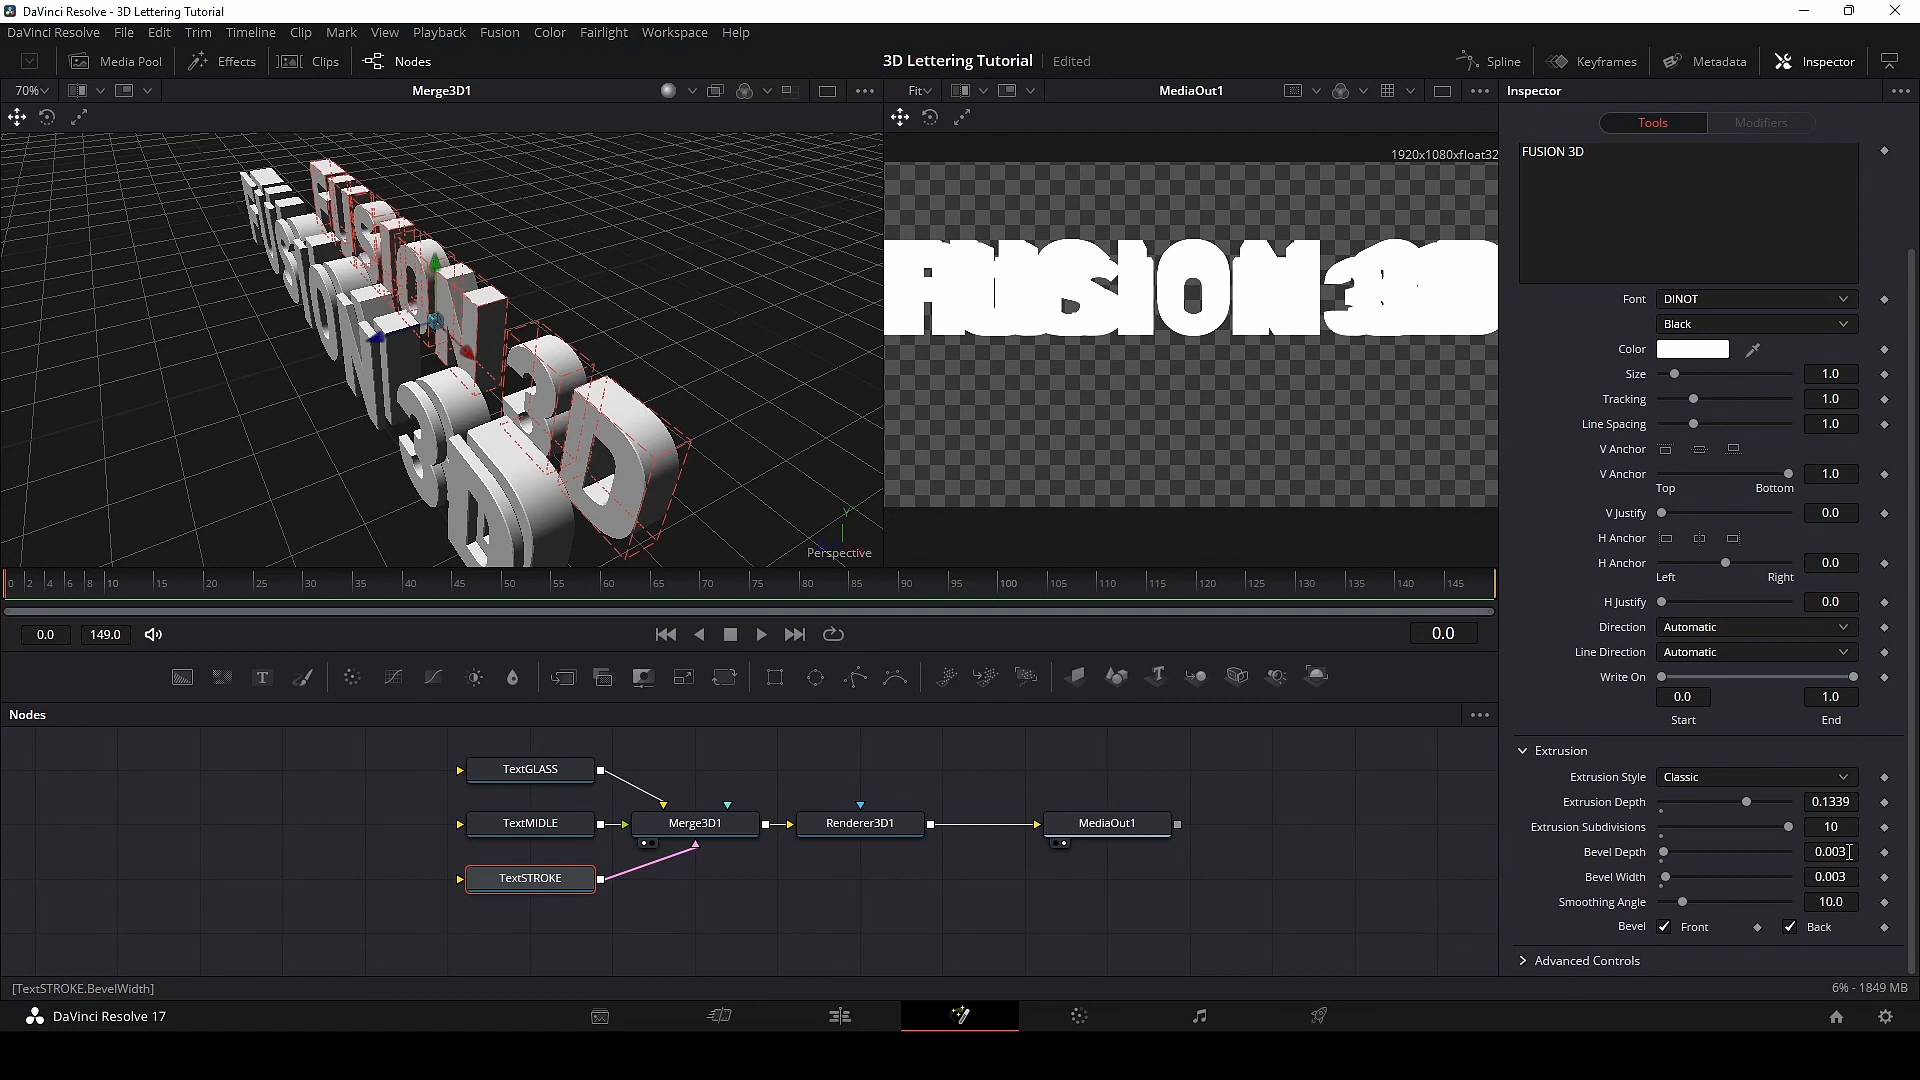 DaVinci Resolve - 3D Lettering Tutorial
DaVinci Resolve File Edit Trim Timeline Clip Mark View Playback Fusion Color Fairlight Workspace Help
Media Pool Effects Clips Nodes 3D Lettering Tutorial Edited Spline Keyframes Metadata Inspector
70% Merge3D1 Fit MediaOut1 Inspector
Tools Modifiers
1920x1080xfloat32
FUSION 3D
FUSION 3D
FUSION 3D
FUSION 3D
Y
Perspective
Font DINOT
Black
Color
Size 1.0
Tracking 1.0
Line Spacing 1.0
V Anchor
V Anchor 1.0
Top Bottom
V Justify 0.0
H Anchor
H Anchor 0.0
Left Right
H Justify 0.0
Direction Automatic
Line Direction Automatic
Write On
0.0 1.0
Start End
0 2 4 6 8 10 15 20 25 30 35 40 45 50 55 60 65 70 75 80 85 90 95 100 105 110 115 120 125 130 135 140 145
0.0 149.0 0.0
T
Nodes
TextGLASS
TextMIDLE Merge3D1 Renderer3D1 MediaOut1
TextSTROKE
Extrusion
Extrusion Style Classic
Extrusion Depth 0.1339
Extrusion Subdivisions 10
Bevel Depth 0.003
Bevel Width 0.003
Smoothing Angle 10.0
Bevel Front Back
Advanced Controls
[TextSTROKE.BevelWidth] 6% - 1849 MB
DaVinci Resolve 17